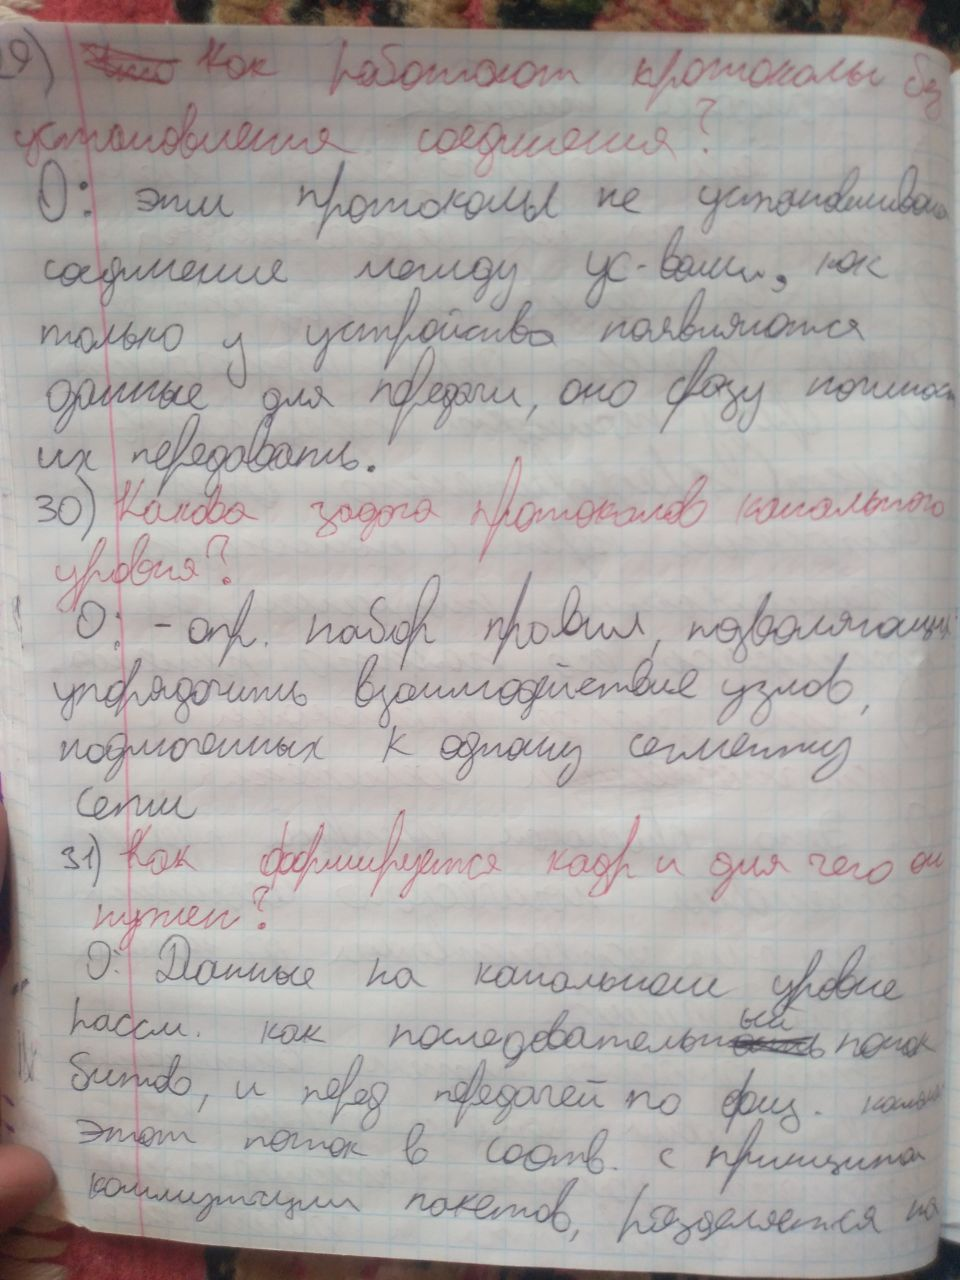 29) Как работают протоколы без
установления соединения?
О: эти протоколы не устанавливают
соединение между ус-вами, как
только у устройства появляются
данные для передачи, оно сразу начинает
их передавать.
30) Какова задача протоколов канального
уровня?
О: - опр. набор правил, позволяющих
упорядочить взаимодействие узлов,
подключенных к одному сегменту
сети
31) Как формируется кадр и для чего он
нужен?
О: Данные на канальном уровне
рассм. как последовательный поток
битов, и перед передачей по физ. каналу
этот поток в соотв. с принципом
коммутации пакетов, разделяется на